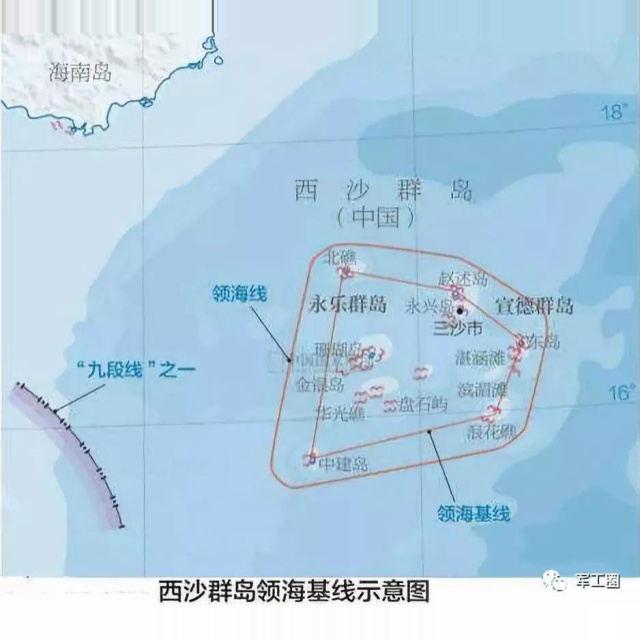 海南岛
18°
西沙群岛
（中国）
北礁
赵述岛
领海线
永乐群岛
永兴岛
宣德群岛
三沙市
东岛
珊瑚岛
湛涵滩
“九段线”之一
金银岛
滨湄滩
16°
华光礁
盘石屿
浪花礁
中建岛
领海基线
西沙群岛领海基线示意图
军工圈